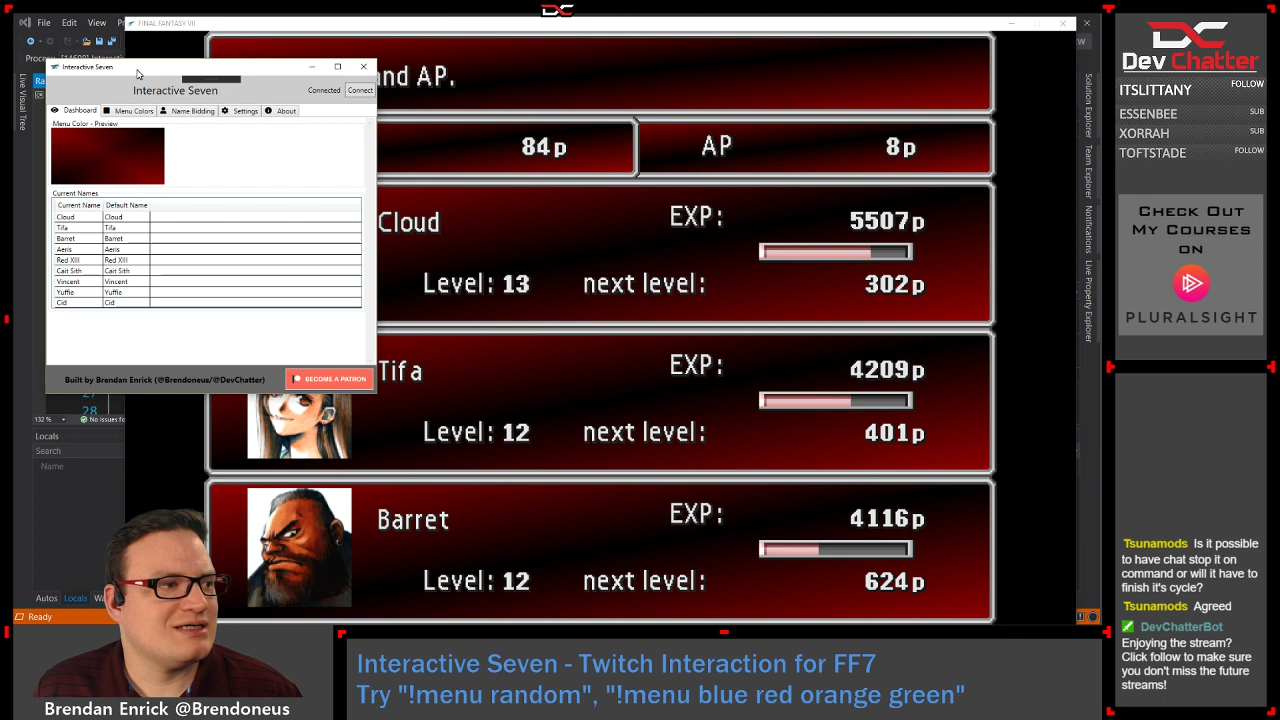 DC
File Edit View
FINAL FANTASY VII
Interactive Seven
Interactive Seven
Connected Connect
Dashboard Menu Colors Name Bidding Settings About
Menu Color - Preview
Current Names
Current Name Default Name
Cloud Cloud
Tifa Tifa
Barret Barret
Aeris Aeris
Red XIII Red XIII
Cait Sith Cait Sith
Vincent Vincent
Yuffie Yuffie
Cid Cid
Built by Brendan Enrick (@Brendoneus/@DevChatter)
BECOME A PATRON
Live Visual Tree
28
132 %
No issues fo
Locals
Search
Name
Autos Locals
Ready
and AP.
84p
AP 8p
Cloud EXP: 5507p
Level: 13 next level: 302p
Tifa EXP: 4209p
Level: 12 next level: 401p
Barret EXP: 4116p
Level: 12 next level: 624p
Solution Explorer
Team Explorer
Notifications
Live Property Explorer
DC
Dev Chatter
ITSLITTANY FOLLOW
ESSENBEE SUB
XORRAH SUB
TOFTSTADE FOLLOW
CHECK OUT
MY COURSES
ON
PLURALSIGHT
Tsunamods Is it possible
to have chat stop it on
command or will it have to
finish it's cycle?
Tsunamods Agreed
DevChatterBot
Enjoying the stream?
Click follow to make sure
you don't miss the future
streams!
Interactive Seven - Twitch Interaction for FF7
Try "!menu random", "!menu blue red orange green"
Brendan Enrick @Brendoneus